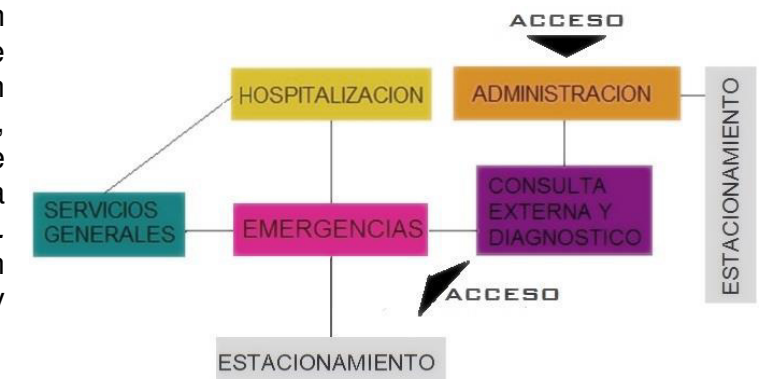 ACCESO
HOSPITALIZACION
ADMINISTRACION
ESTACIONAMIENTO
SERVICIOS
GENERALES
EMERGENCIAS
CONSULTA
EXTERNA Y
DIAGNOSTICO
ACCESO
ESTACIONAMIENTO